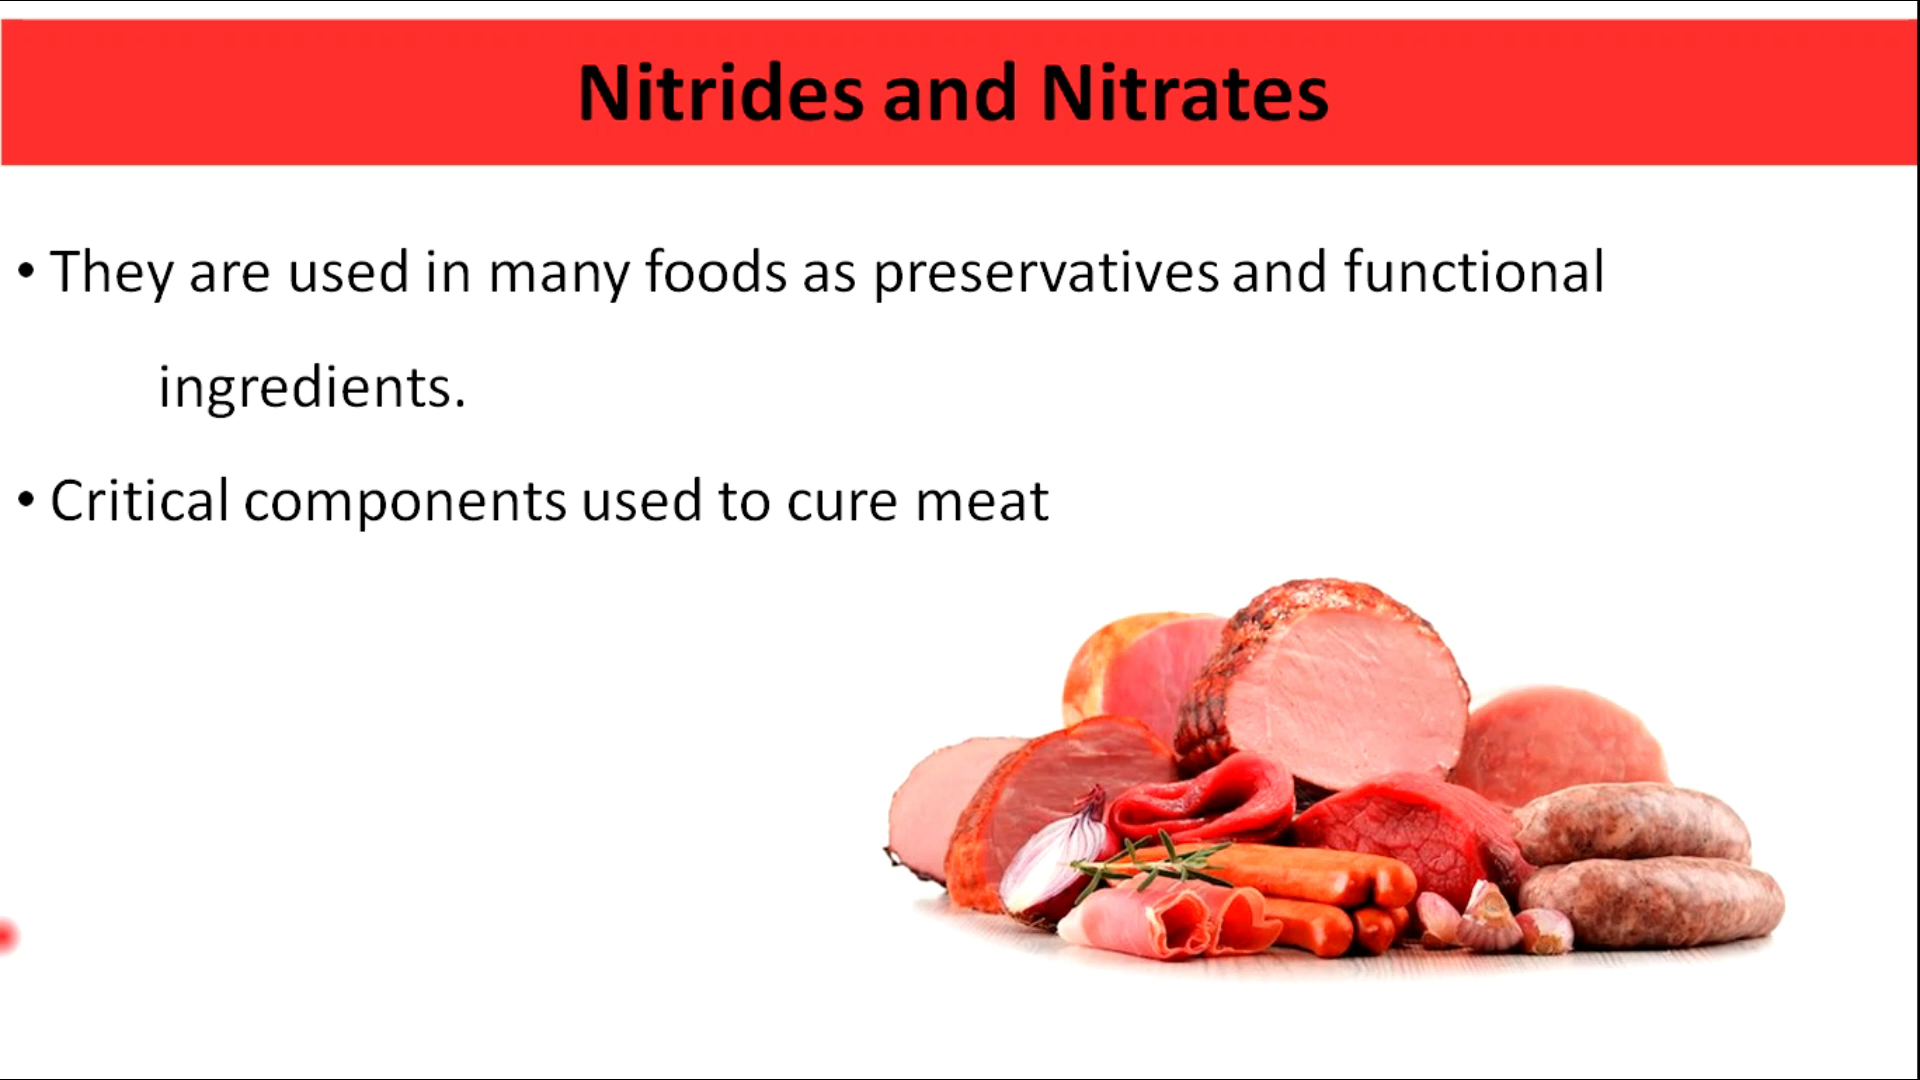 Nitrides and Nitrates
• They are used in many foods as preservatives and functional
ingredients.
• Critical components used to cure meat